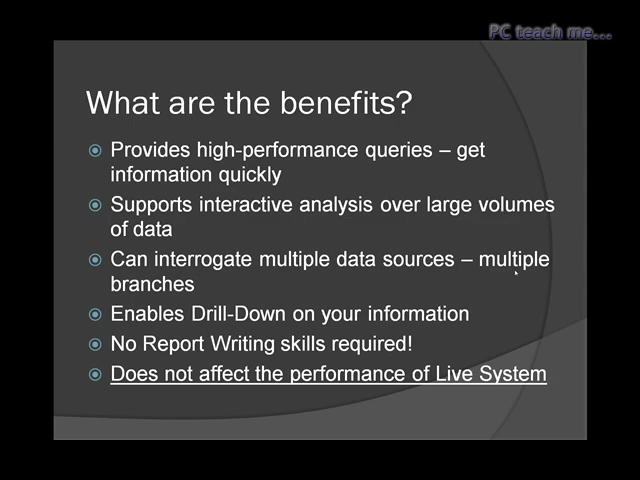 PC teach me...
What are the benefits?
Provides high-performance queries – get
information quickly
Supports interactive analysis over large volumes
of data
Can interrogate multiple data sources – multiple
branches
Enables Drill-Down on your information
No Report Writing skills required!
Does not affect the performance of Live System